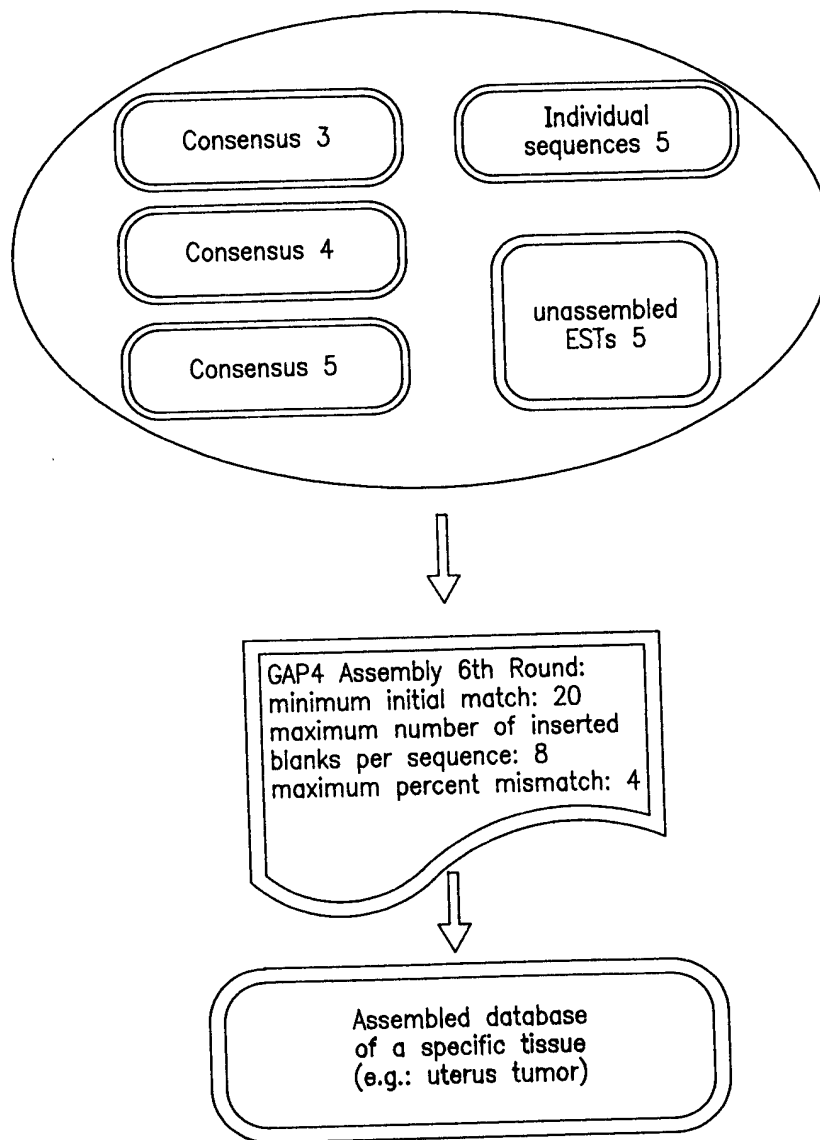 Consensus 3
Individual
sequences 5
Consensus 4
unassembled
ESTs 5
Consensus 5
GAP4 Assembly 6th Round:
minimum initial match: 20
maximum number of inserted
blanks per sequence: 8
maximum percent mismatch: 4
Assembled database
of a specific tissue
(e.g.: uterus tumor)